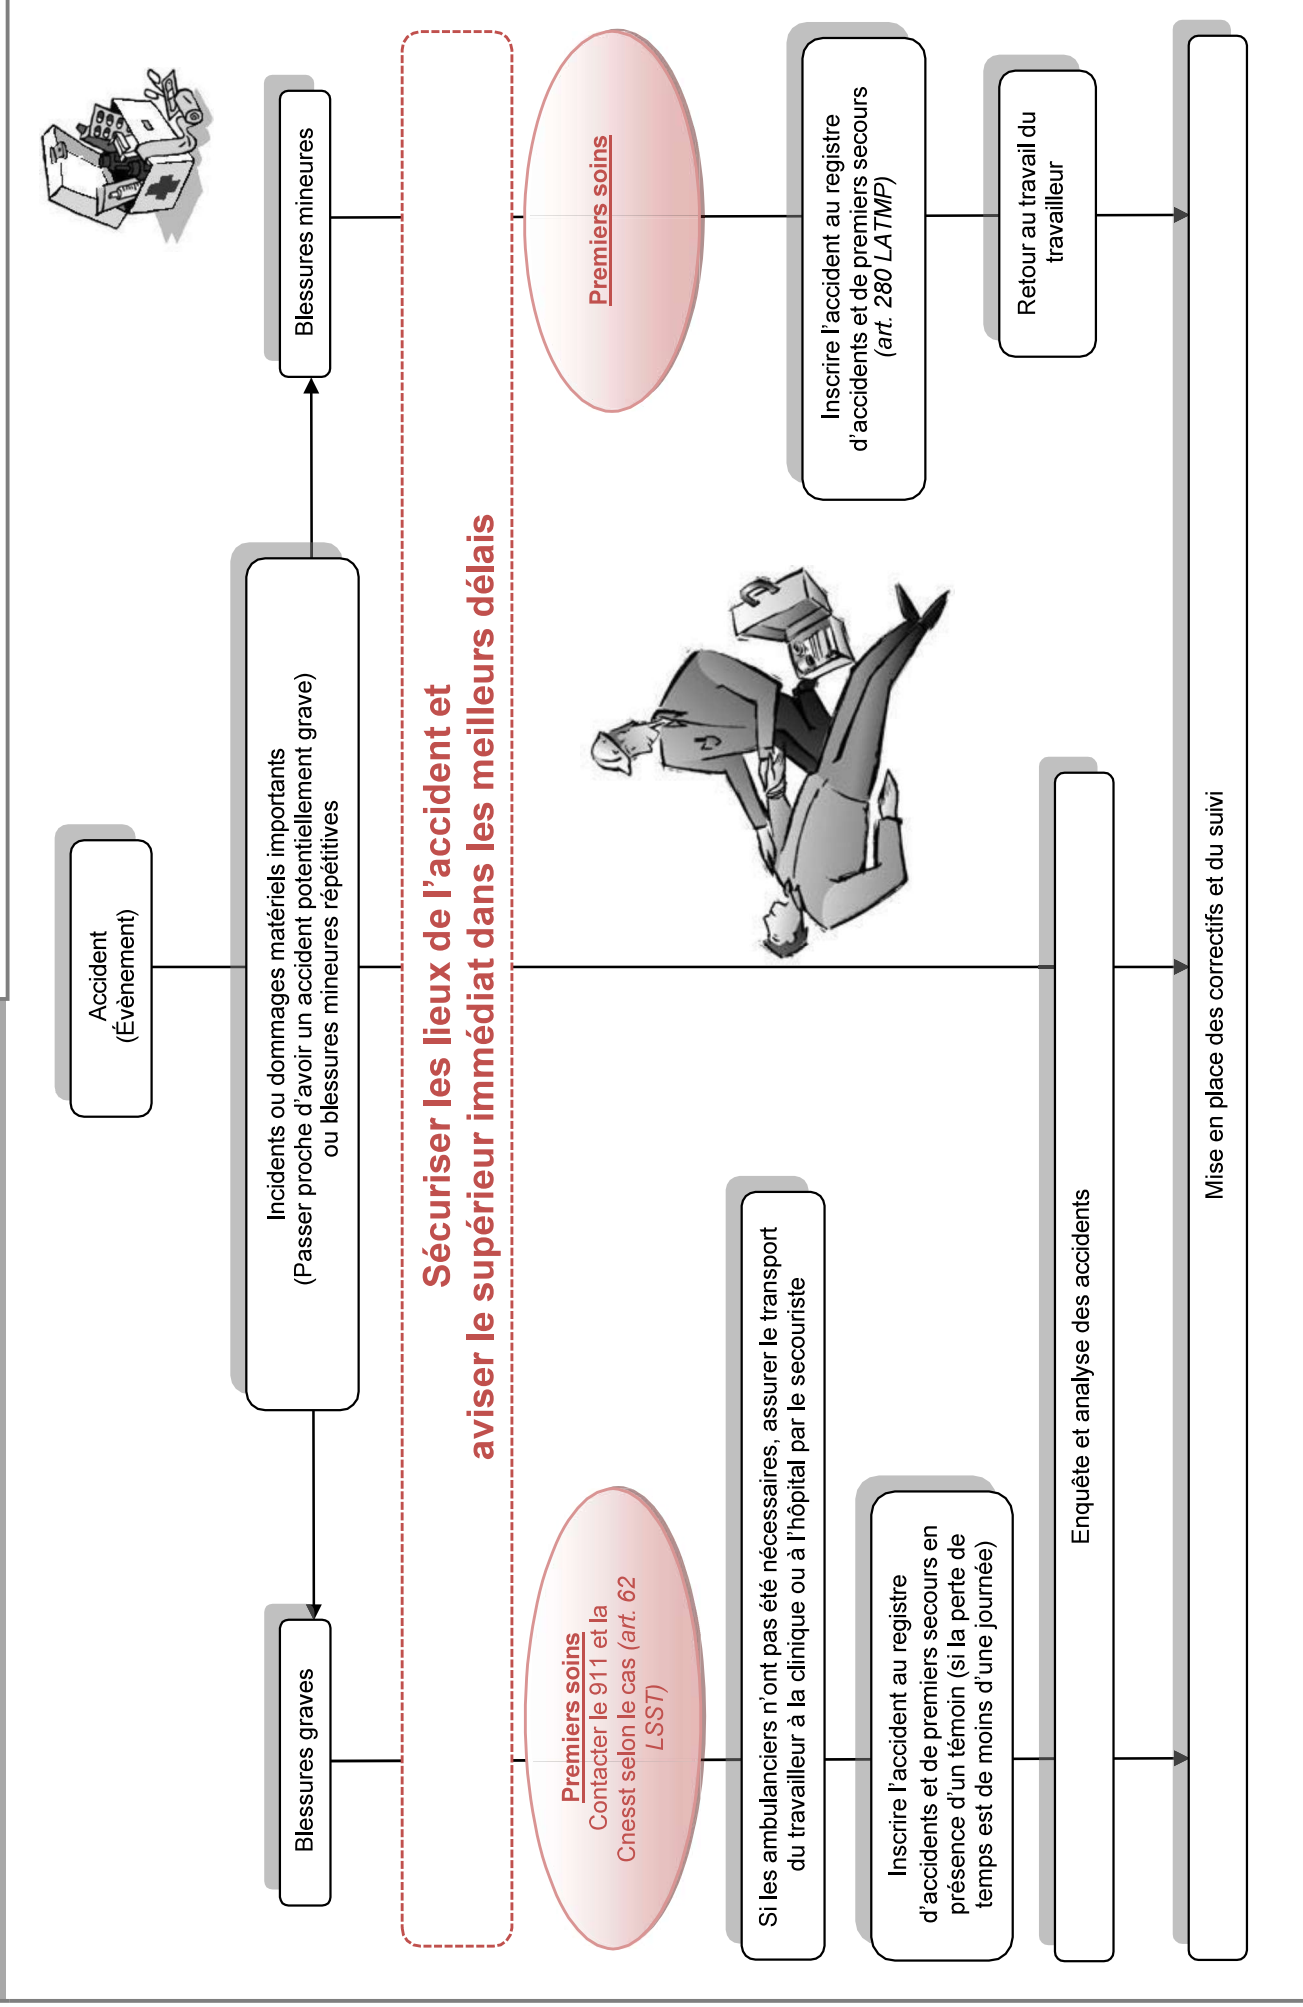 Accident
(Évènement)
Incidents ou dommages matériels importants
(Passer proche d'avoir un accident potentiellement grave)
ou blessures mineures répétitives
Blessures graves
Blessures mineures
Sécuriser les lieux de l'accident et
aviser le supérieur immédiat dans les meilleurs délais
Premiers soins
Contacter le 911 et la
Cnesst selon le cas (art. 62
LSST)
Premiers soins
Si les ambulanciers n'ont pas été nécessaires, assurer le transport
du travailleur à la clinique ou à l'hôpital par le secouriste
Inscrire l'accident au registre
d'accidents et de premiers secours
(art. 280 LATMP)
Inscrire l'accident au registre
d'accidents et de premiers secours en
présence d'un témoin (si la perte de
temps est de moins d'une journée)
Retour au travail du
travailleur
Enquête et analyse des accidents
Mise en place des correctifs et du suivi